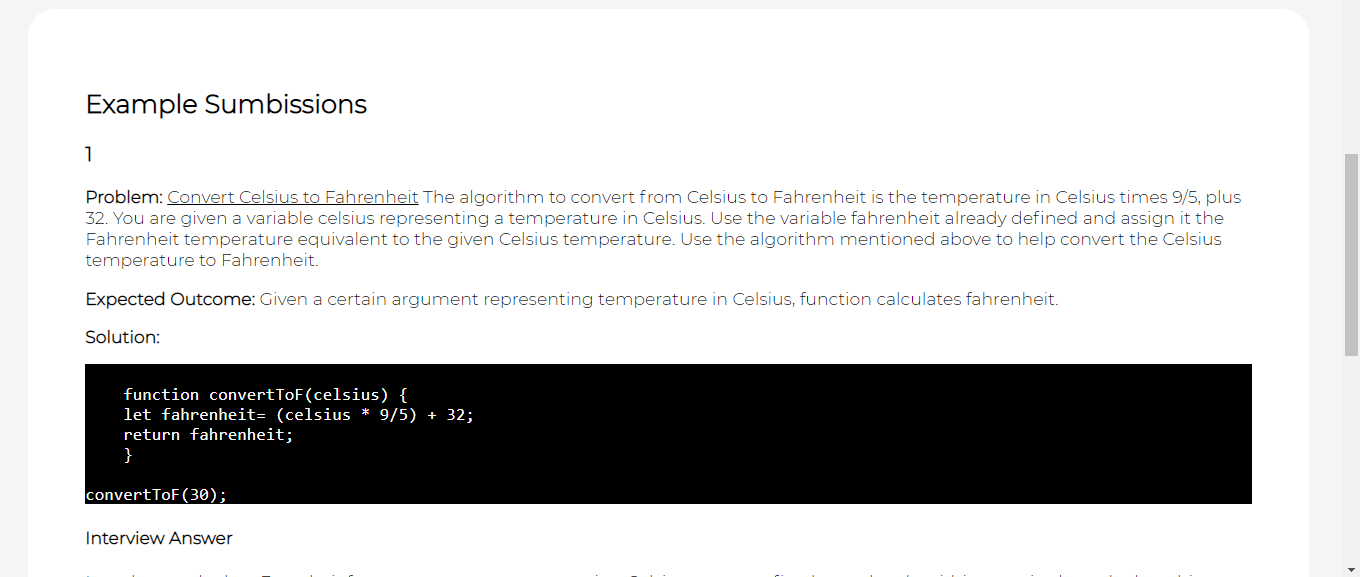 Example Sumbissions
1
Problem: Convert Celsius to Fahrenheit The algorithm to convert from Celsius to Fahrenheit is the temperature in Celsius times 9/5, plus
32. You are given a variable celsius representing a temperature in Celsius. Use the variable fahrenheit already defined and assign it the
Fahrenheit temperature equivalent to the given Celsius temperature. Use the algorithm mentioned above to help convert the Celsius
temperature to Fahrenheit.
Expected Outcome: Given a certain argument representing temperature in Celsius, function calculates fahrenheit.
Solution:
function convertToF(celsius) {
let fahrenheit= (celsius * 9/5) + 32;
return fahrenheit;
}
convertToF(30);
Interview Answer